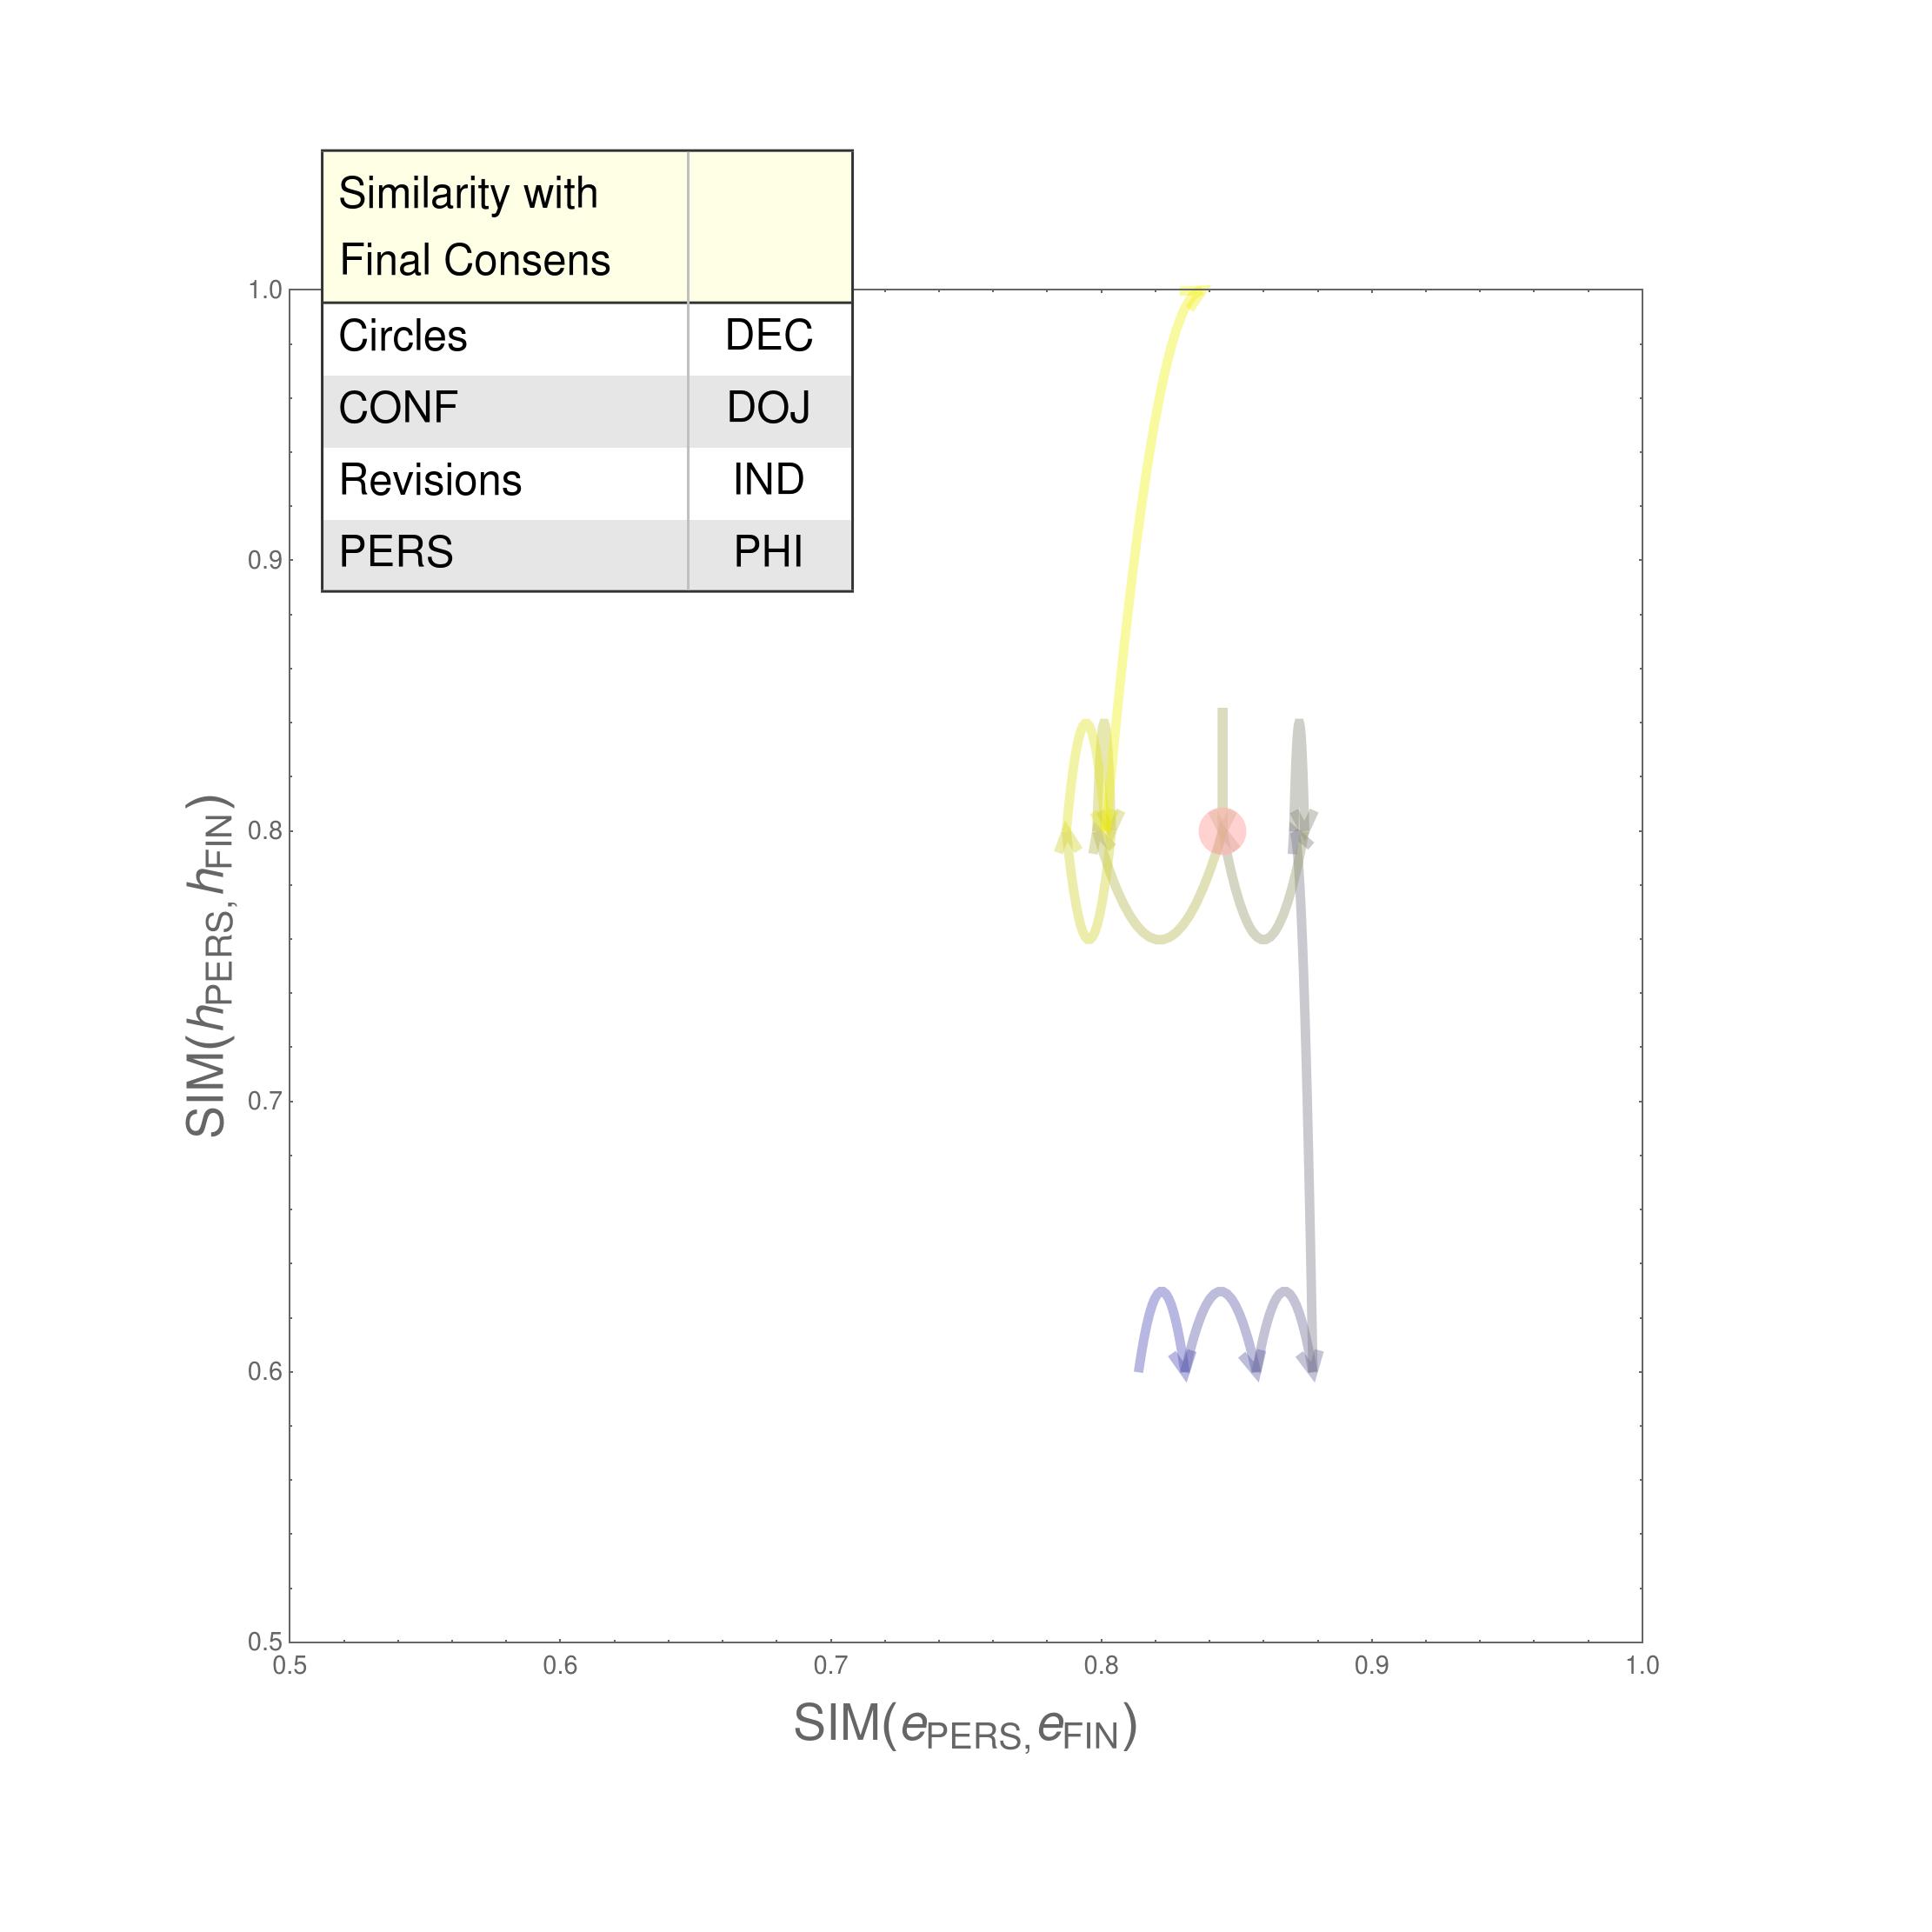 Similarity with
Final Consens
Circles DEC
CONF DOJ
Revisions IND
PERS PHI
1.0
0.9
0.8
0.7
0.6
0.5
SIM(hPERS,hFIN)
0.5 0.6 0.7 0.8 0.9 1.0
SIM(ePERS,eFIN)